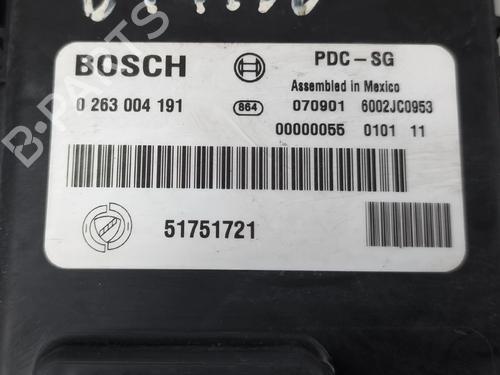 BOSCH
PDC-SG
Assembled in Mexico
0 263 004 191
864
070901 6002JC0953
00000055 0101 11
51751721
B-PARTS